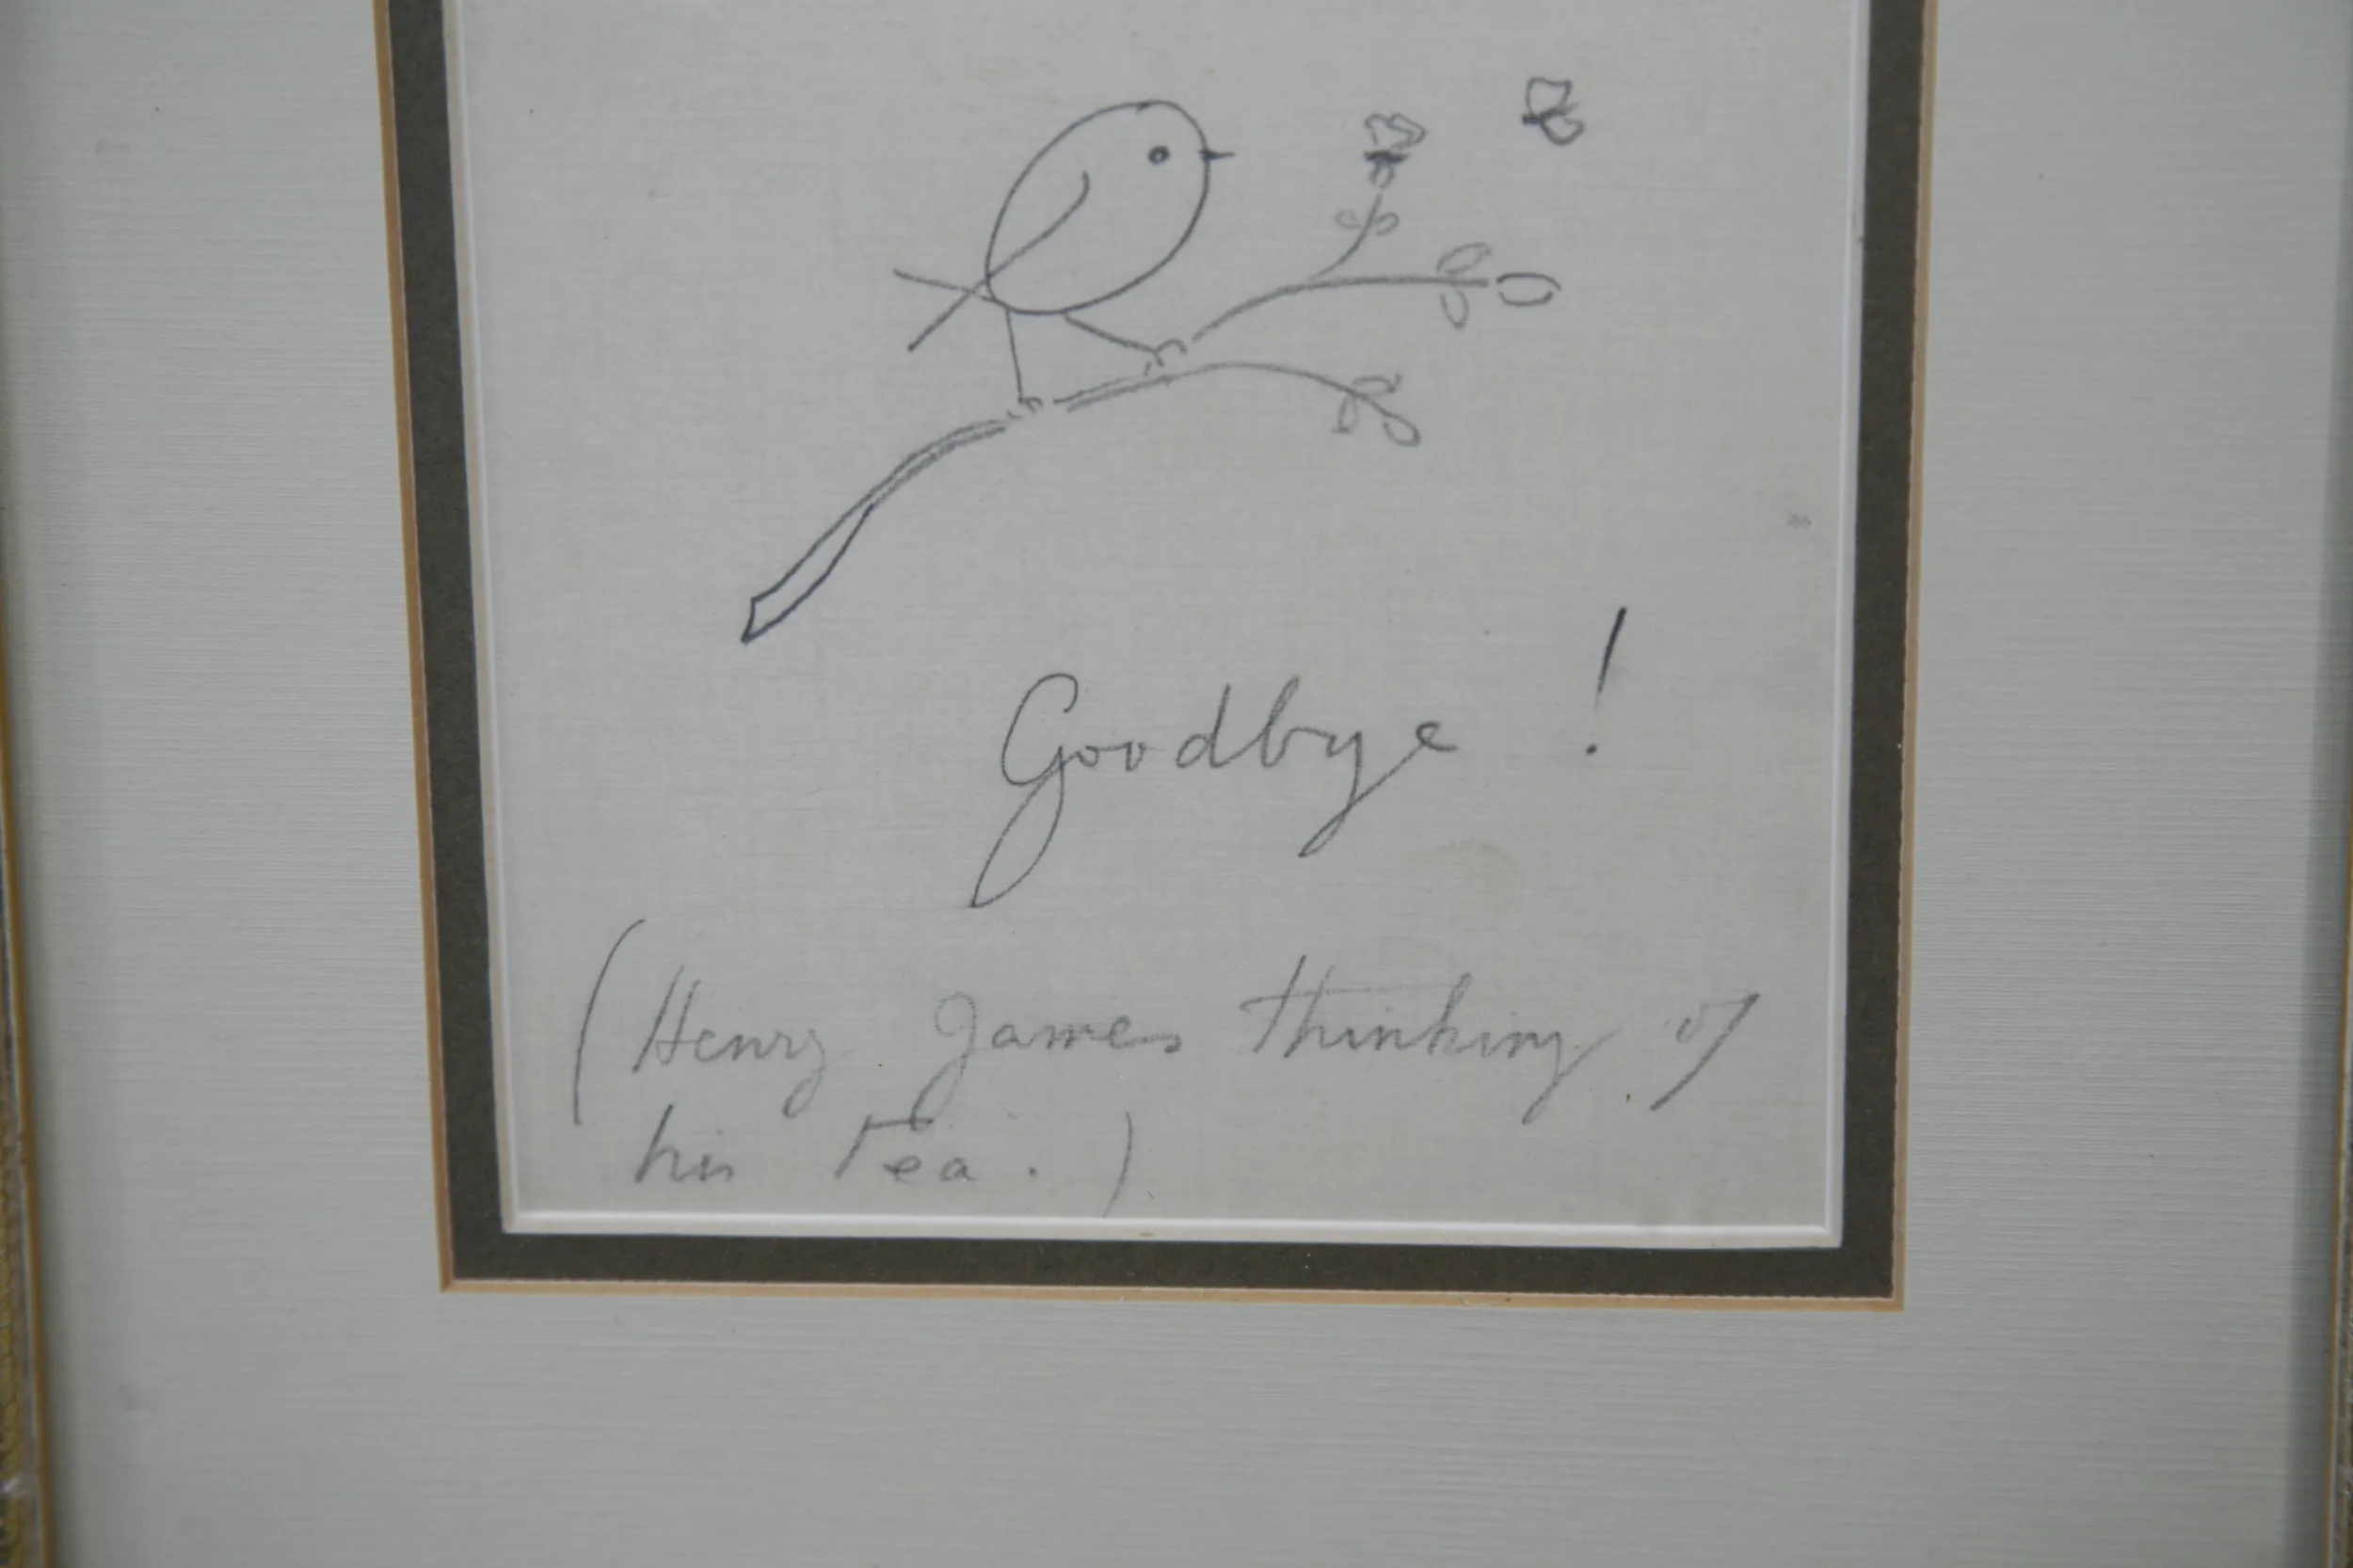 Goodbye !
(Henry James thinking of
his tea.)